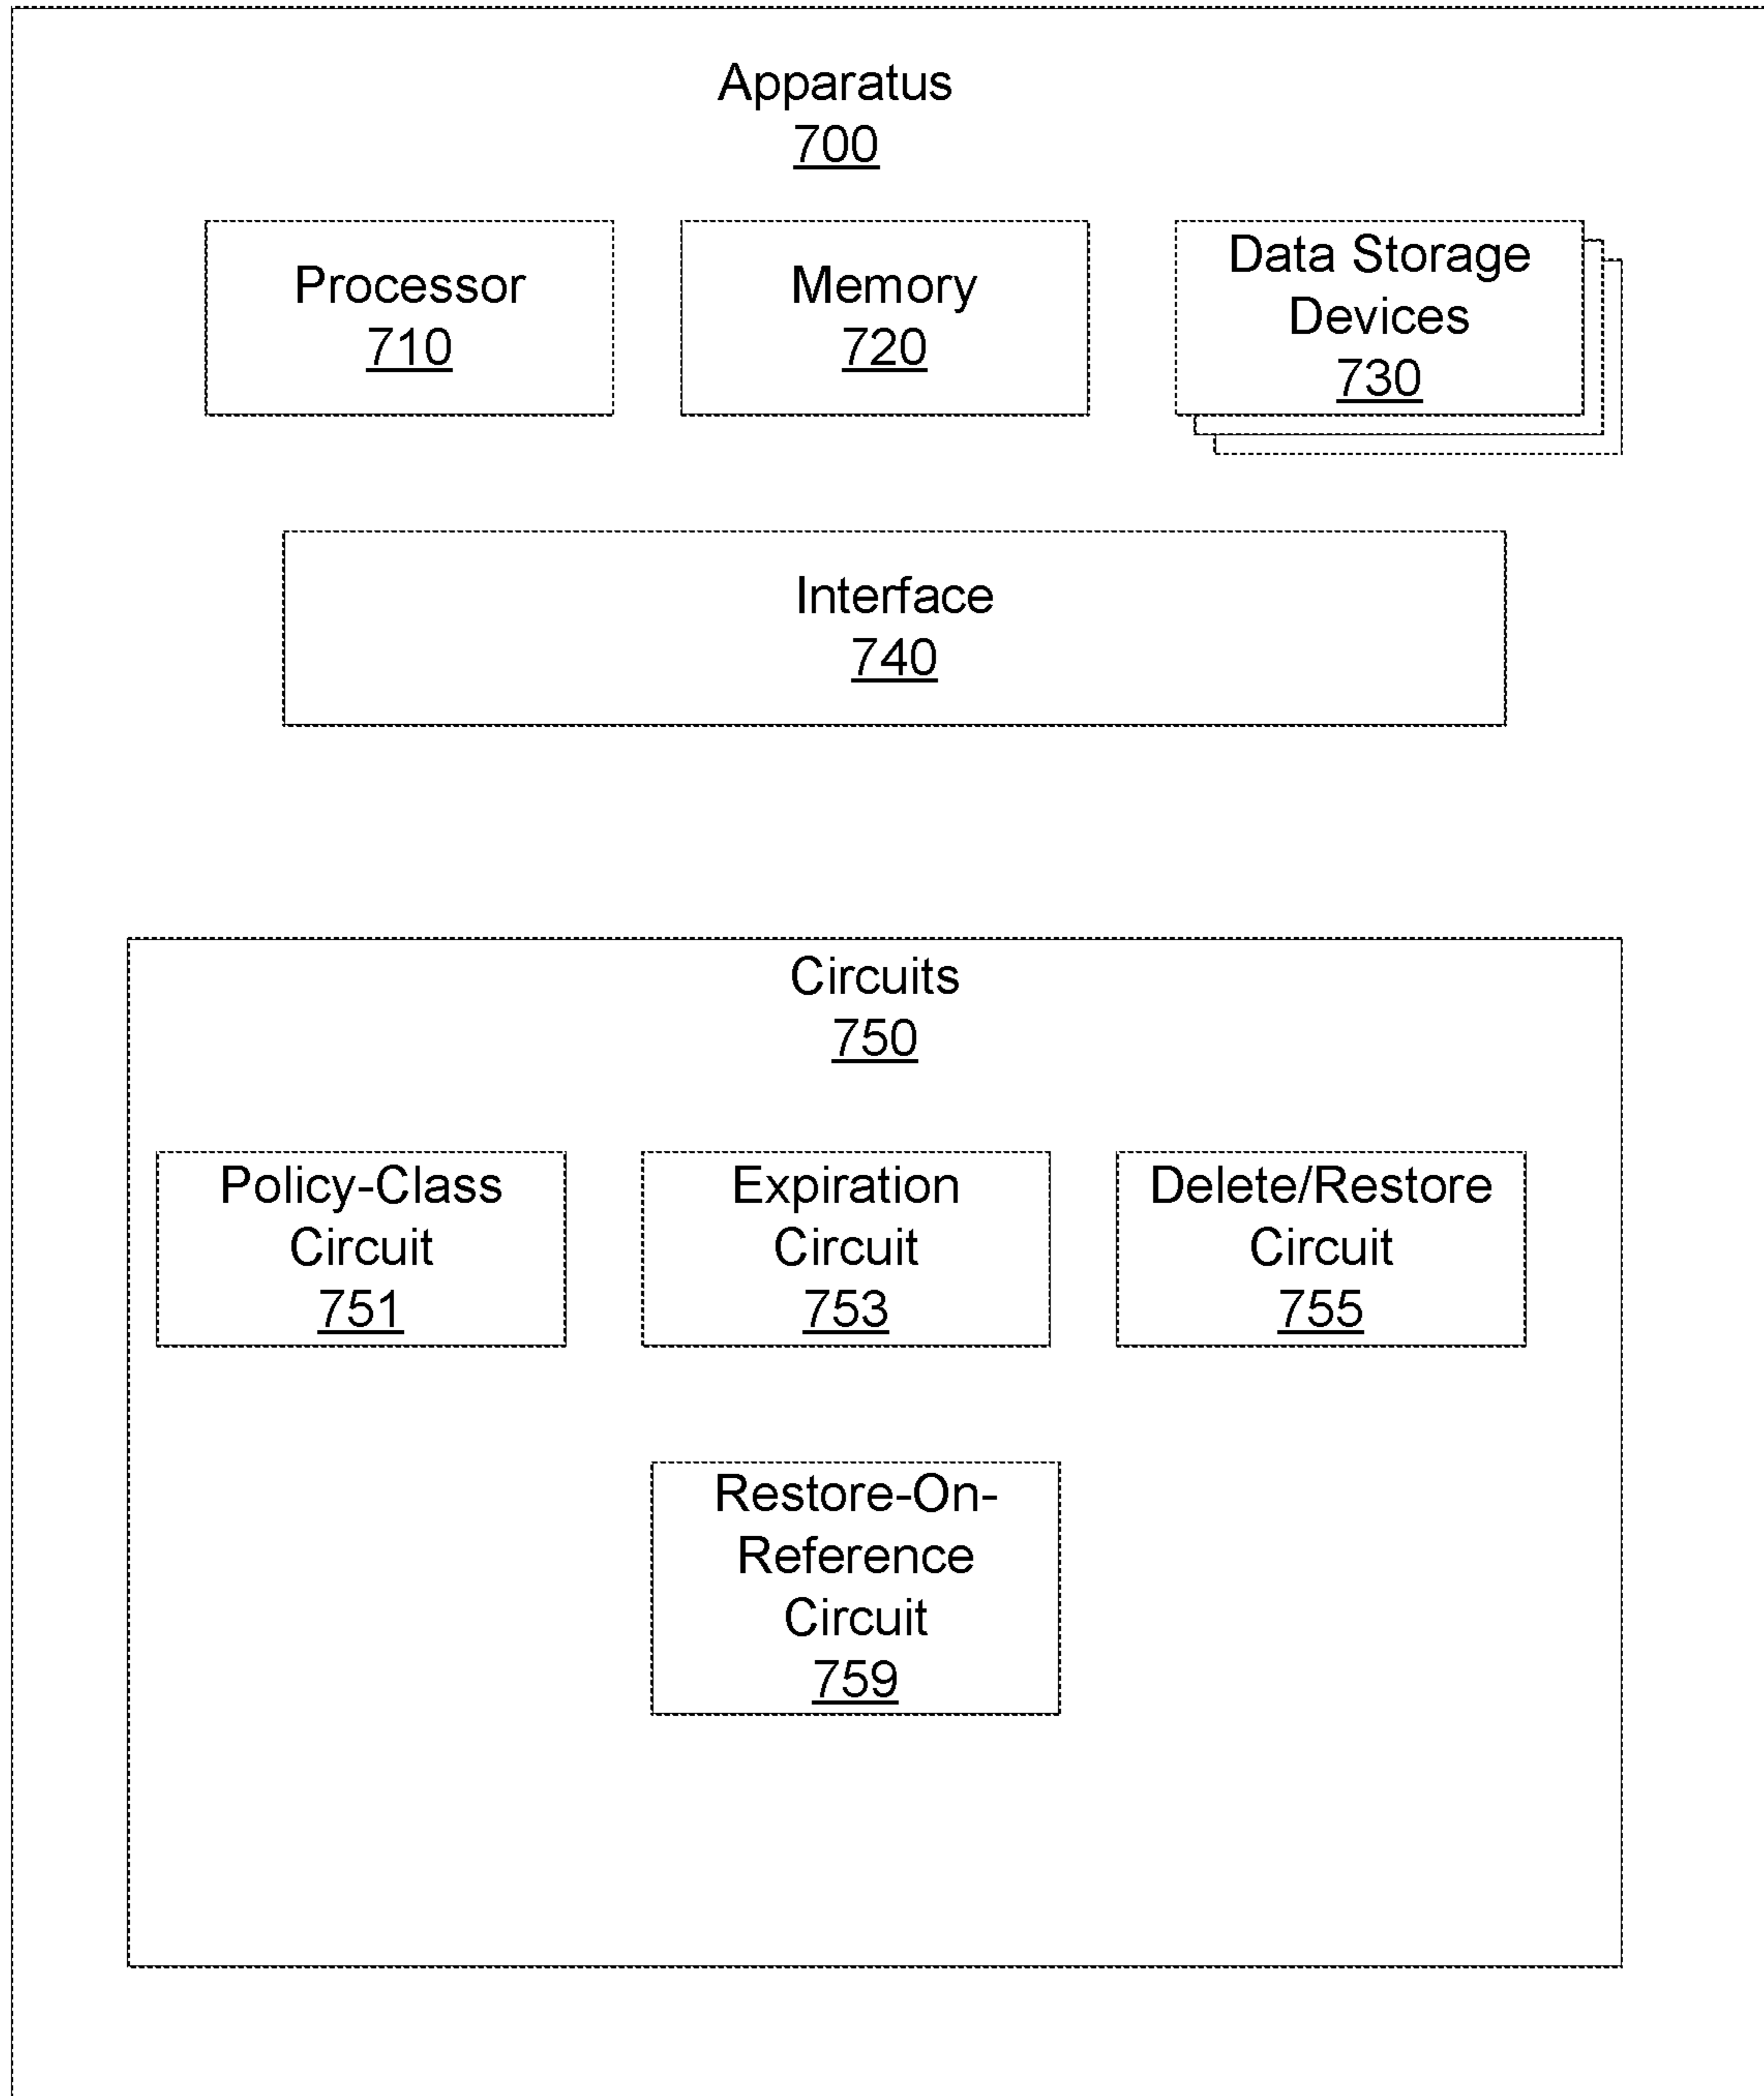 Apparatus
700
Processor
710
Memory
720
Data Storage
Devices
730
Interface
740
Circuits
750
Policy-Class
Circuit
751
Expiration
Circuit
753
Delete/Restore
Circuit
755
Restore-On-
Reference
Circuit
759